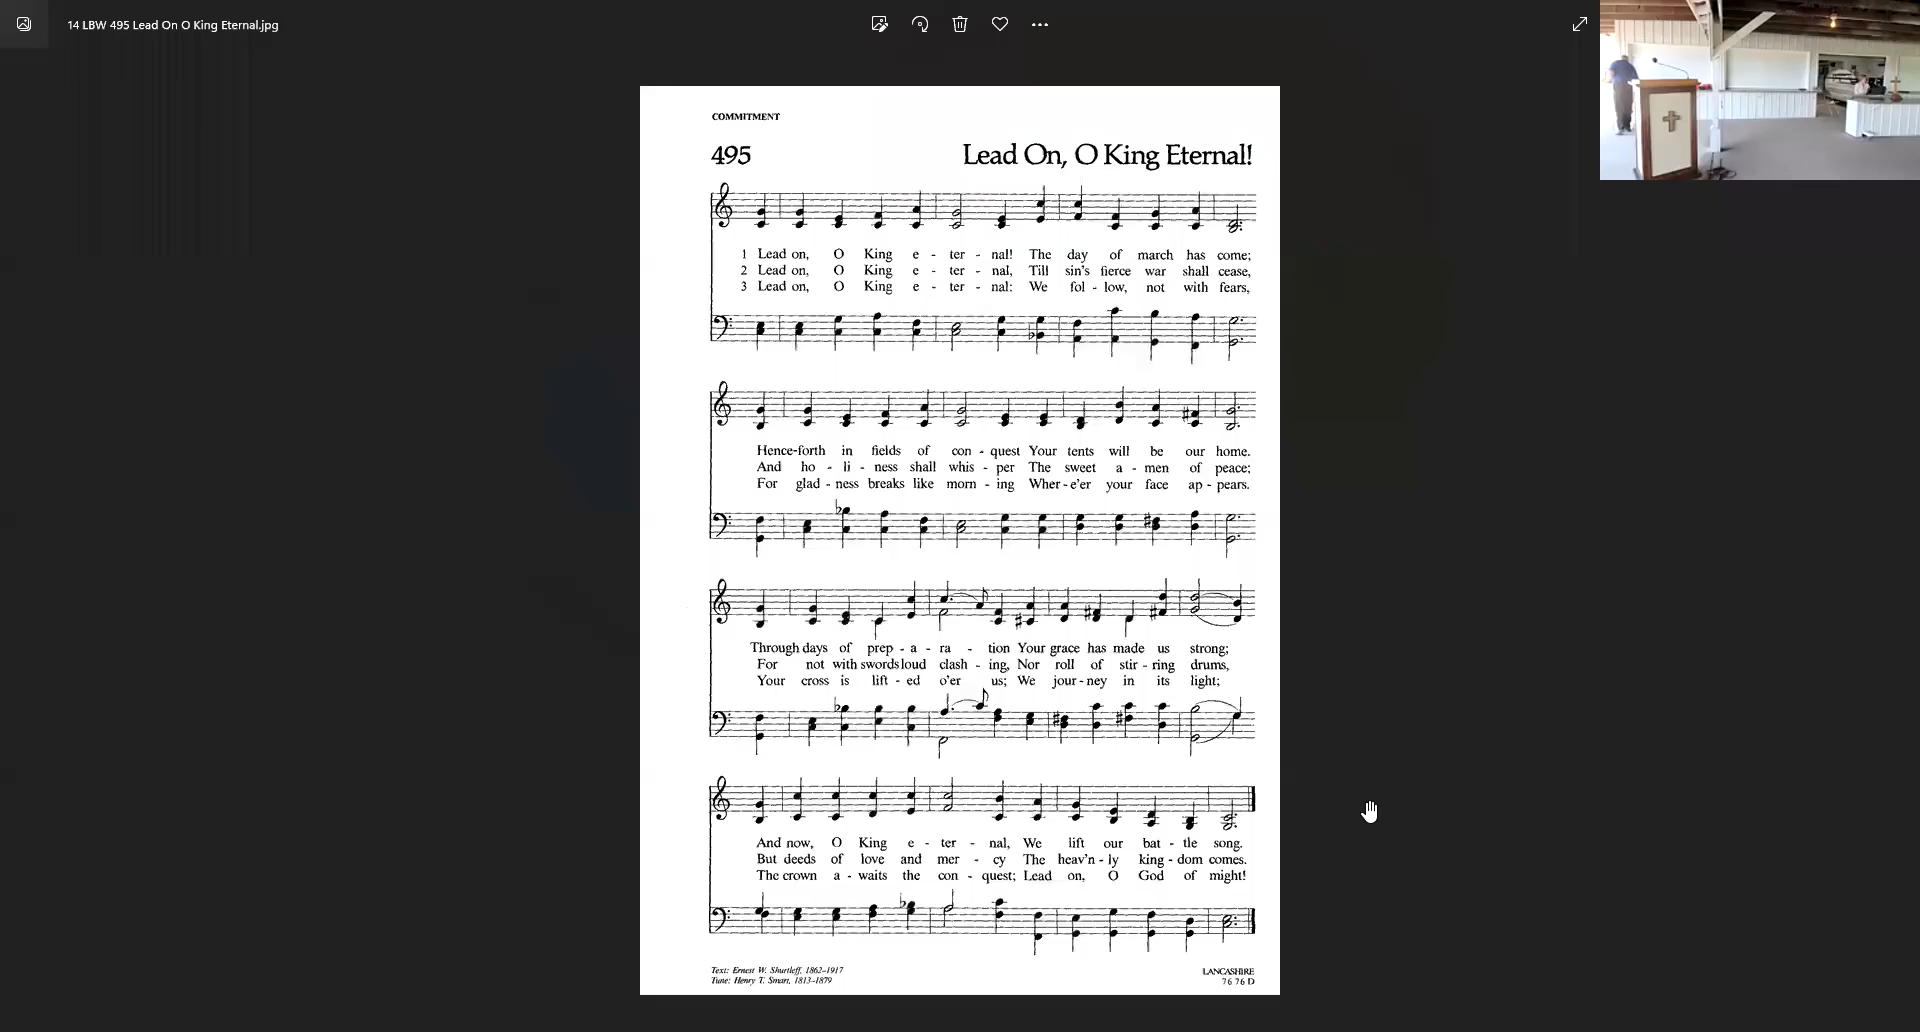 14 LBW 495 Lead On O King Eternal.jpg
COMMITMENT
495 Lead On, O King Eternal!
1 Lead on, O King e - ter - nal! The day of march has come;
2 Lead on, O King e - ter - nal, Till sin's fierce war shall cease,
3 Lead on, O King e - ter - nal: We fol - low, not with fears,
Hence-forth in fields of con - quest Your tents will be our home.
And ho - li - ness shall whis - per The sweet a - men of peace;
For glad - ness breaks like morn - ing Wher - e'er your face ap - pears.
Through days of prep - a - ra - tion Your grace has made us strong;
For not with swords loud clash - ing, Nor roll of stir - ring drums,
Your cross is lift - ed o'er us; We jour - ney in its light;
And now, O King e - ter - nal, We lift our bat - tle song.
But deeds of love and mer - cy The heav'n - ly king - dom comes.
The crown a - waits the con - quest; Lead on, O God of might!
Text: Ernest W. Shurtleff, 1862–1917
Tune: Henry T. Smart, 1813–1879
LANCASHIRE
76 76 D